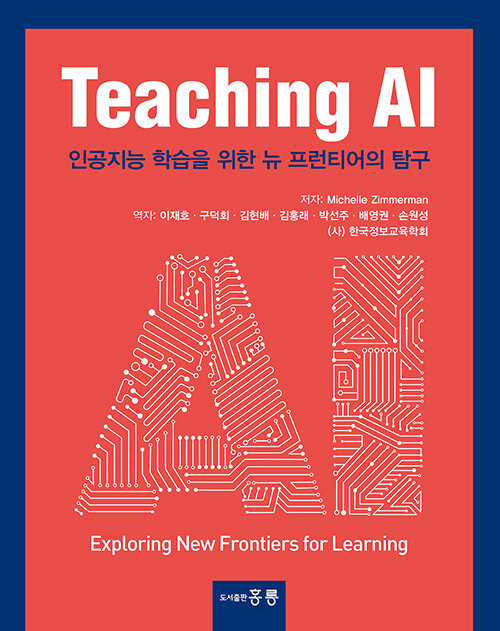 Teaching AI
인공지능 학습을 위한 뉴 프런티어의 탐구
저자: Michelle Zimmerman
역자: 이재호 · 구덕회 · 김현배 · 김홍래 · 박선주 · 배영권 · 손원성
(사) 한국정보교육학회
AI
Exploring New Frontiers for Learning
도서출판 홍릉